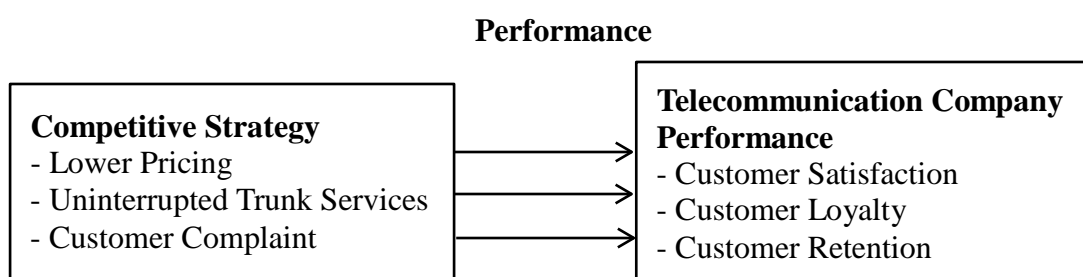 Performance
Competitive Strategy
- Lower Pricing
- Uninterrupted Trunk Services
- Customer Complaint
Telecommunication Company
Performance
- Customer Satisfaction
- Customer Loyalty
- Customer Retention